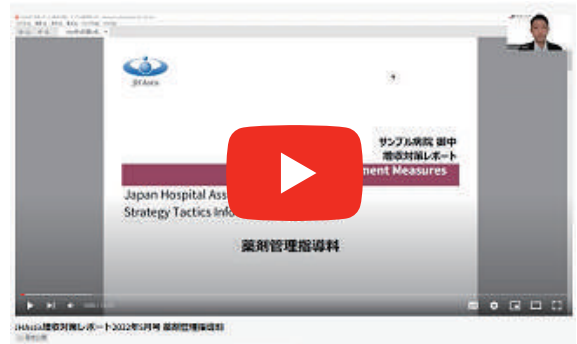 JHAstis
サンプル病院 御中
増収対策レポート
ment Measures
Japan Hospital Ass
Strategy Tactics Info
薬剤管理指導料
JHAstis増収対策レポート2022年5月号 薬剤管理指導料